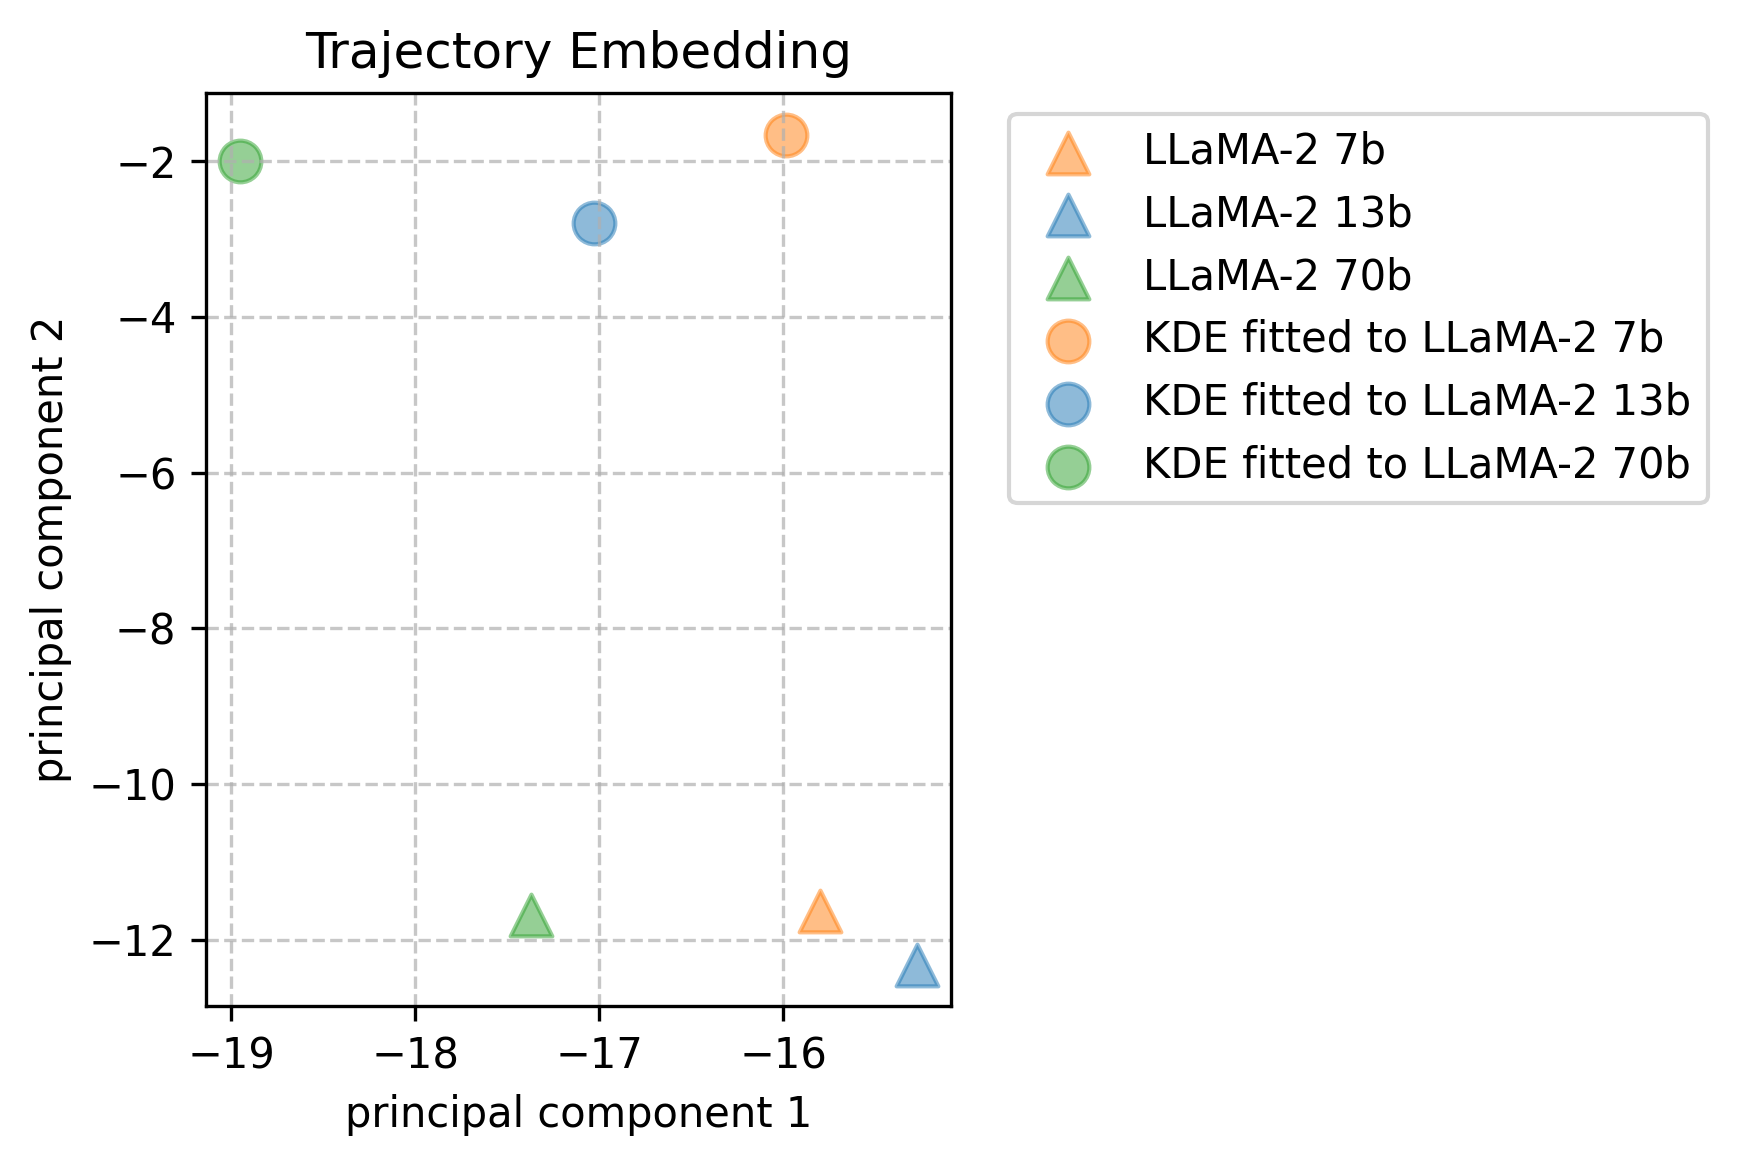 Trajectory Embedding
−2
−4
−6
−8
−10
−12
principal component 2
−19 −18 −17 −16
principal component 1
LLaMA-2 7b
LLaMA-2 13b
LLaMA-2 70b
KDE fitted to LLaMA-2 7b
KDE fitted to LLaMA-2 13b
KDE fitted to LLaMA-2 70b